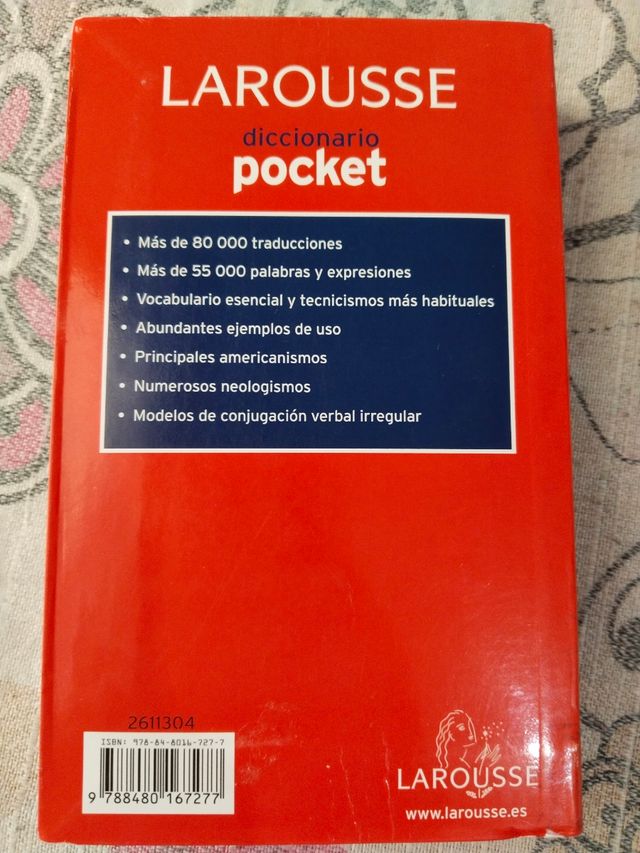 LAROUSSE
diccionario
pocket
• Más de 80 000 traducciones
• Más de 55 000 palabras y expresiones
• Vocabulario esencial y tecnicismos más habituales
• Abundantes ejemplos de uso
• Principales americanismos
• Numerosos neologismos
• Modelos de conjugación verbal irregular
2611304
ISBN: 978-84-8016-727-7
9 788480 167277
LAROUSSE
www.larousse.es